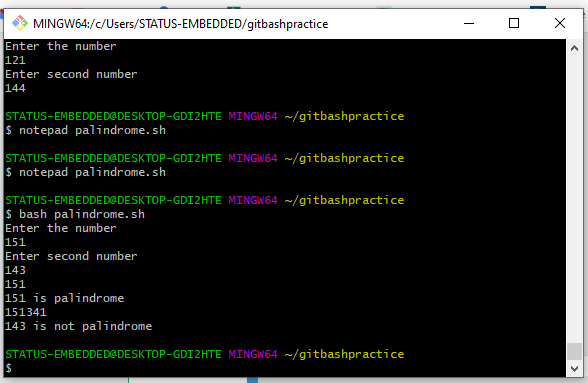 MINGW64:/c/Users/STATUS-EMBEDDED/gitbashpractice
Enter the number
121
Enter second number
144
STATUS-EMBEDDED@DESKTOP-GDI2HTE MINGW64 ~/gitbashpractice
$ notepad palindrome.sh
STATUS-EMBEDDED@DESKTOP-GDI2HTE MINGW64 ~/gitbashpractice
$ notepad palindrome.sh
STATUS-EMBEDDED@DESKTOP-GDI2HTE MINGW64 ~/gitbashpractice
$ bash palindrome.sh
Enter the number
151
Enter second number
143
151
151 is palindrome
151341
143 is not palindrome
STATUS-EMBEDDED@DESKTOP-GDI2HTE MINGW64 ~/gitbashpractice
$